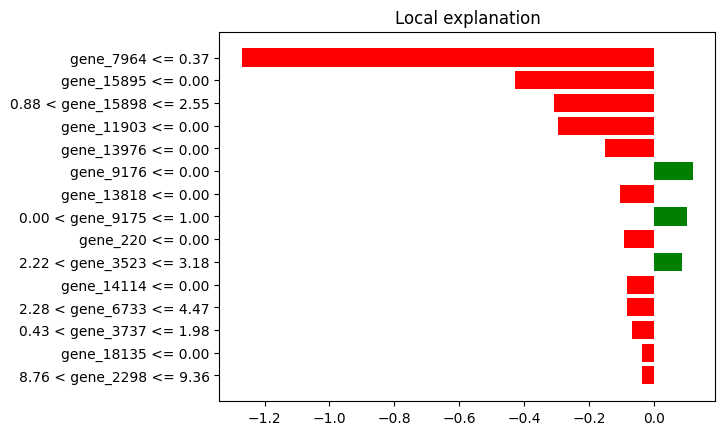 Local explanation
gene_7964 <= 0.37
gene_15895 <= 0.00
0.88 < gene_15898 <= 2.55
gene_11903 <= 0.00
gene_13976 <= 0.00
gene_9176 <= 0.00
gene_13818 <= 0.00
0.00 < gene_9175 <= 1.00
gene_220 <= 0.00
2.22 < gene_3523 <= 3.18
gene_14114 <= 0.00
2.28 < gene_6733 <= 4.47
0.43 < gene_3737 <= 1.98
gene_18135 <= 0.00
8.76 < gene_2298 <= 9.36
−1.2 −1.0 −0.8 −0.6 −0.4 −0.2 0.0